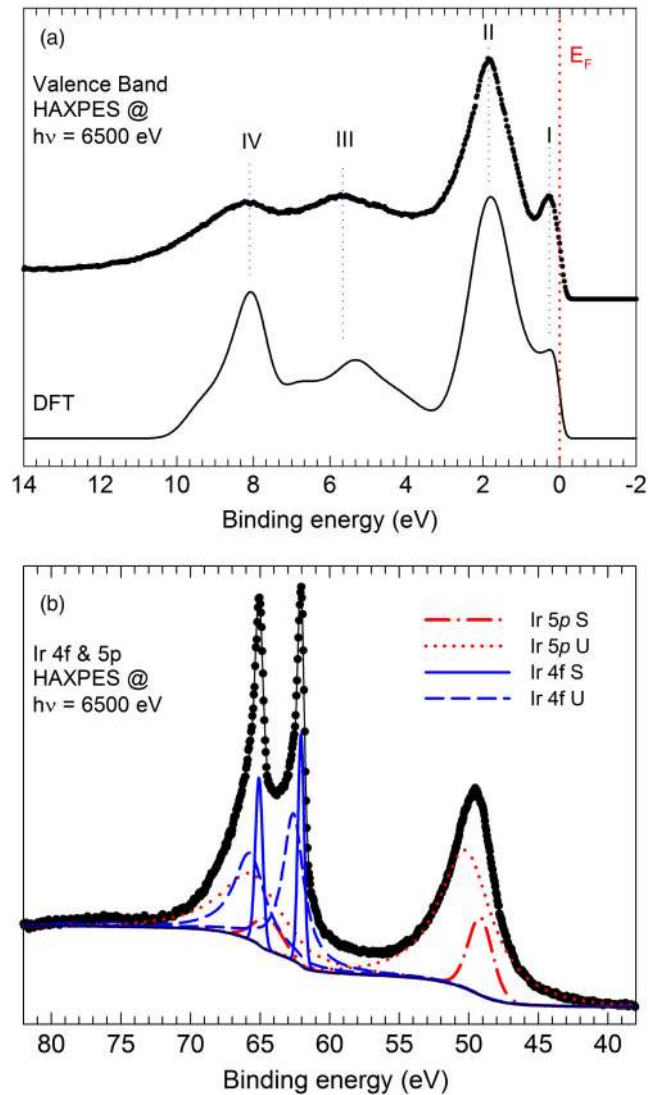 (a)
II
E_F
Valence Band
HAXPES @
hν = 6500 eV
IV
III
I
DFT
14 12 10 8 6 4 2 0 -2
Binding energy (eV)
(b)
Ir 4f & 5p
HAXPES @
hν = 6500 eV
Ir 5p S
Ir 5p U
Ir 4f S
Ir 4f U
80 75 70 65 60 55 50 45 40
Binding energy (eV)